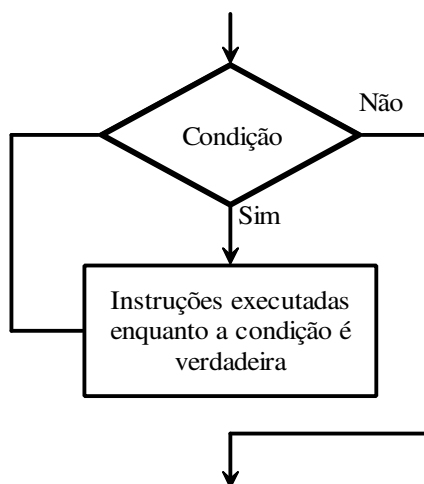 Não
Condição
Sim
Instruções executadas
enquanto a condição é
verdadeira